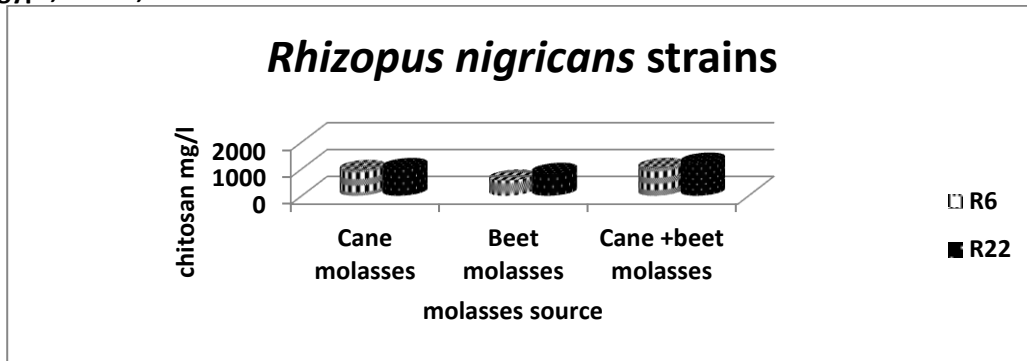 Rhizopus nigricans strains
chitosan mg/l
2000
1000
0
Cane
molasses
Beet
molasses
Cane +beet
molasses
molasses source
R6
R22